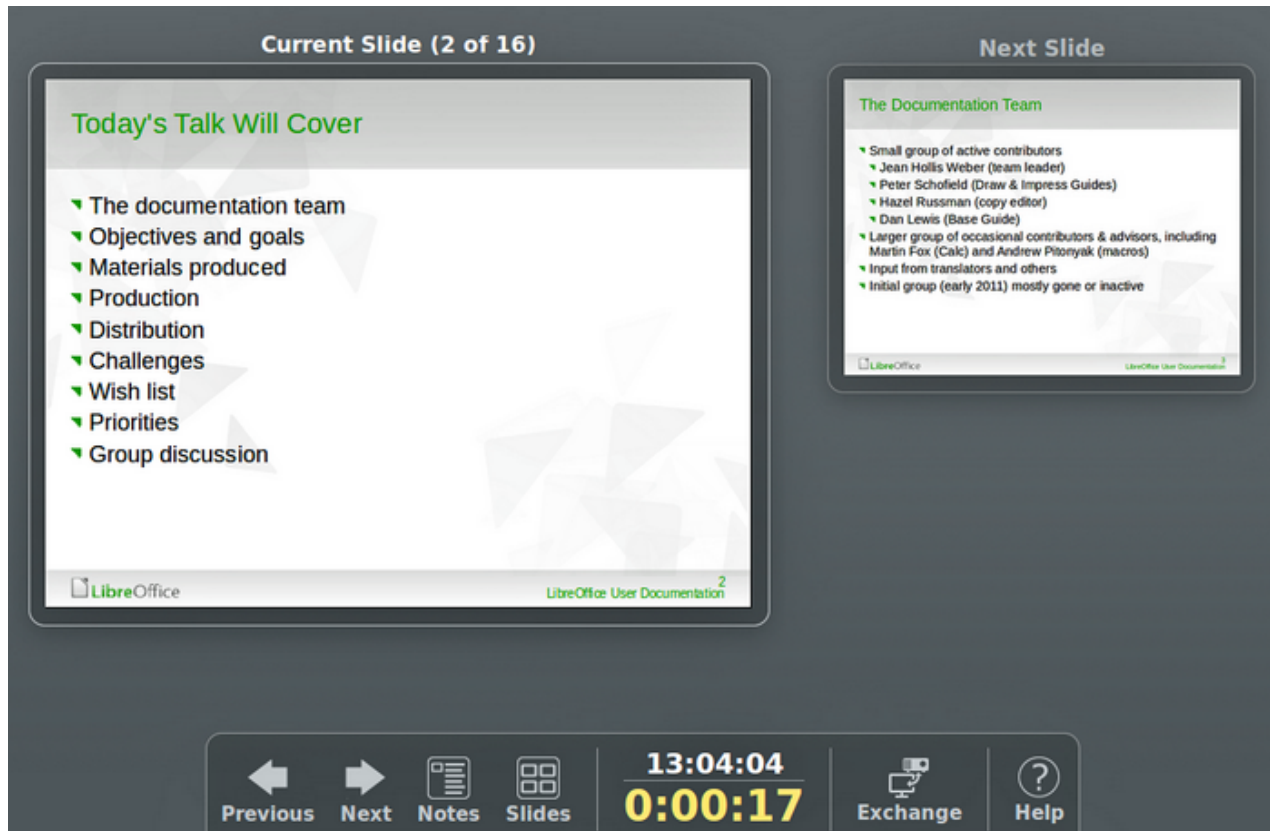 Current Slide (2 of 16)
Today's Talk Will Cover
The documentation team
Objectives and goals
Materials produced
Production
Distribution
Challenges
Wish list
Priorities
Group discussion
LibreOffice
2
LibreOffice User Documentation
Next Slide
The Documentation Team
Small group of active contributors
Jean Hollis Weber (team leader)
Peter Schofield (Draw & Impress Guides)
Hazel Russman (copy editor)
Dan Lewis (Base Guide)
Larger group of occasional contributors & advisors, including
Martin Fox (Calc) and Andrew Pitonyak (macros)
Input from translators and others
Initial group (early 2011) mostly gone or inactive
LibreOffice
3
LibreOffice User Documentation
Previous
Next
Notes
Slides
13:04:04
0:00:17
Exchange
?
Help